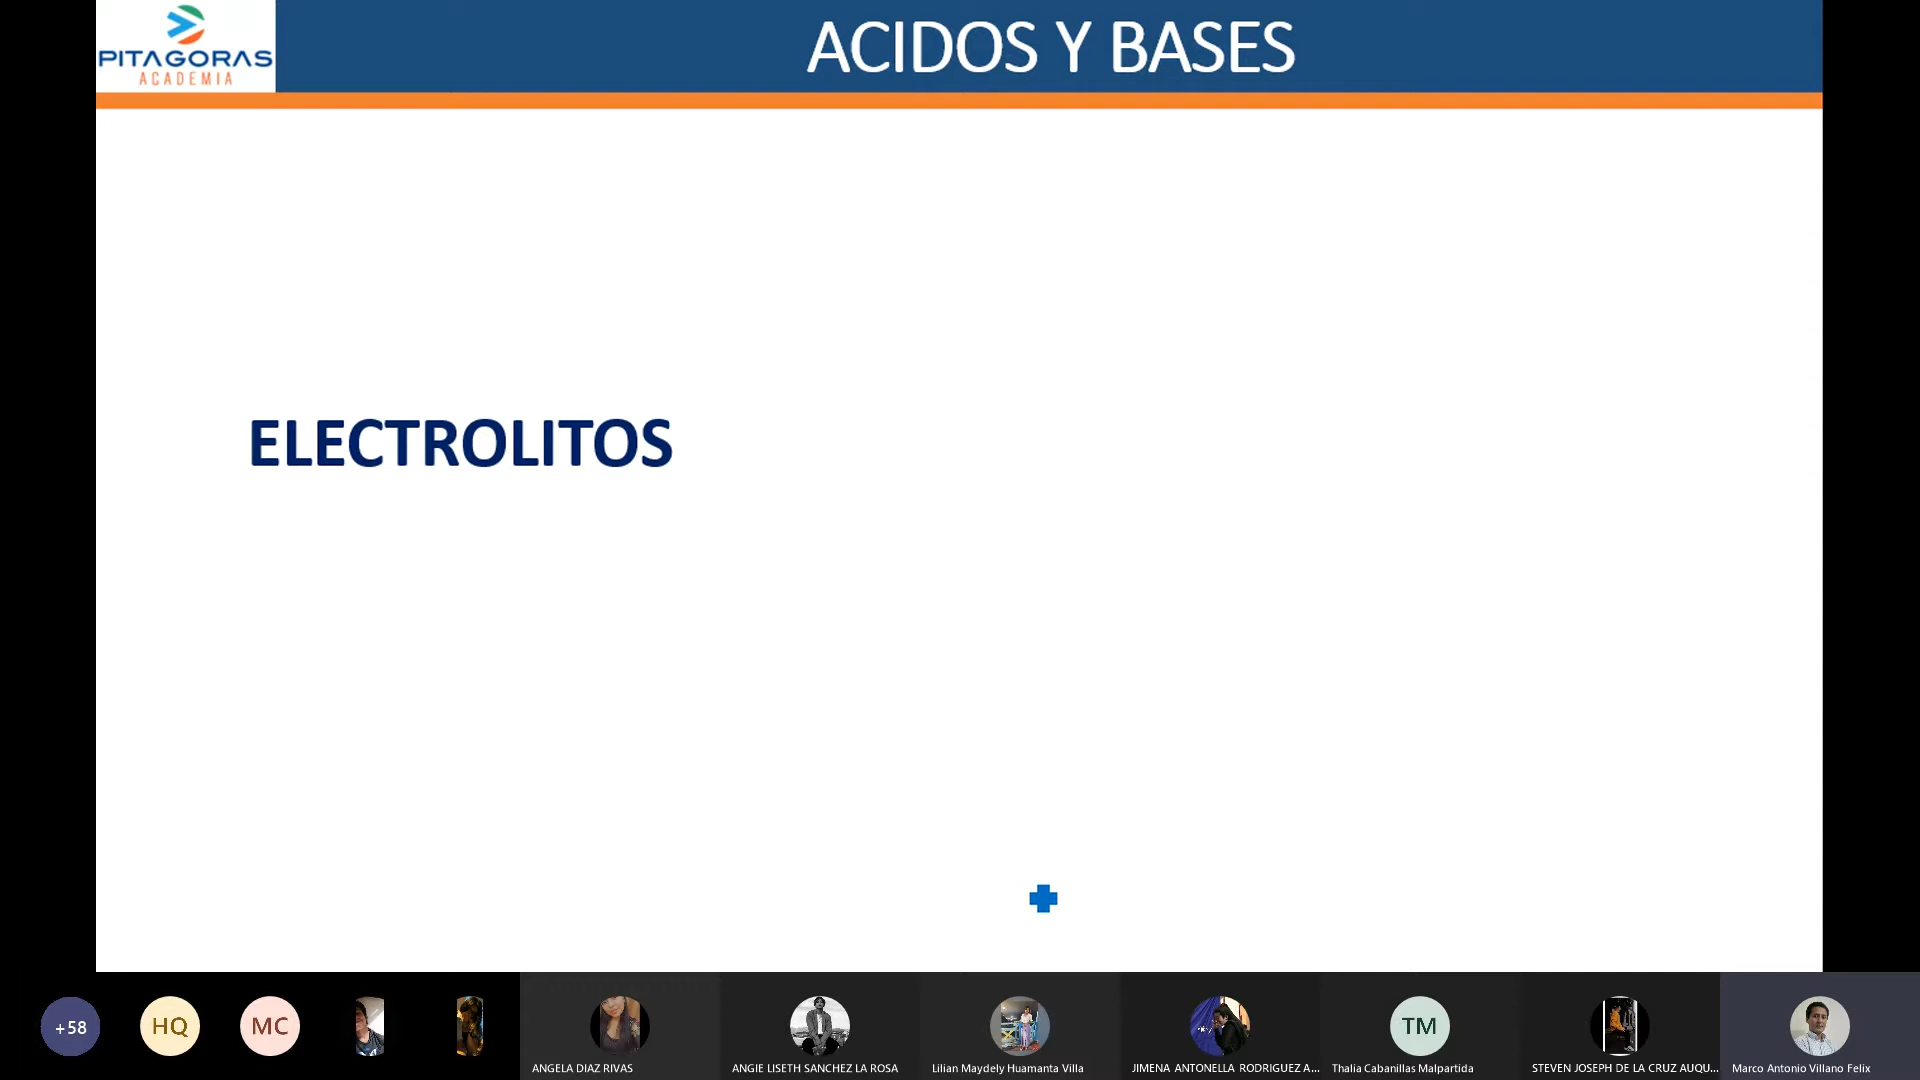 PITAGORAS
ACADEMIA
ACIDOS Y BASES
ELECTROLITOS
+58
HQ
MC
TM
ANGELA DIAZ RIVAS
ANGIE LISETH SANCHEZ LA ROSA
Lilian Maydely Huamanta Villa
JIMENA ANTONELLA RODRIGUEZ A...
Thalia Cabanillas Malpartida
STEVEN JOSEPH DE LA CRUZ AUQU...
Marco Antonio Villano Felix